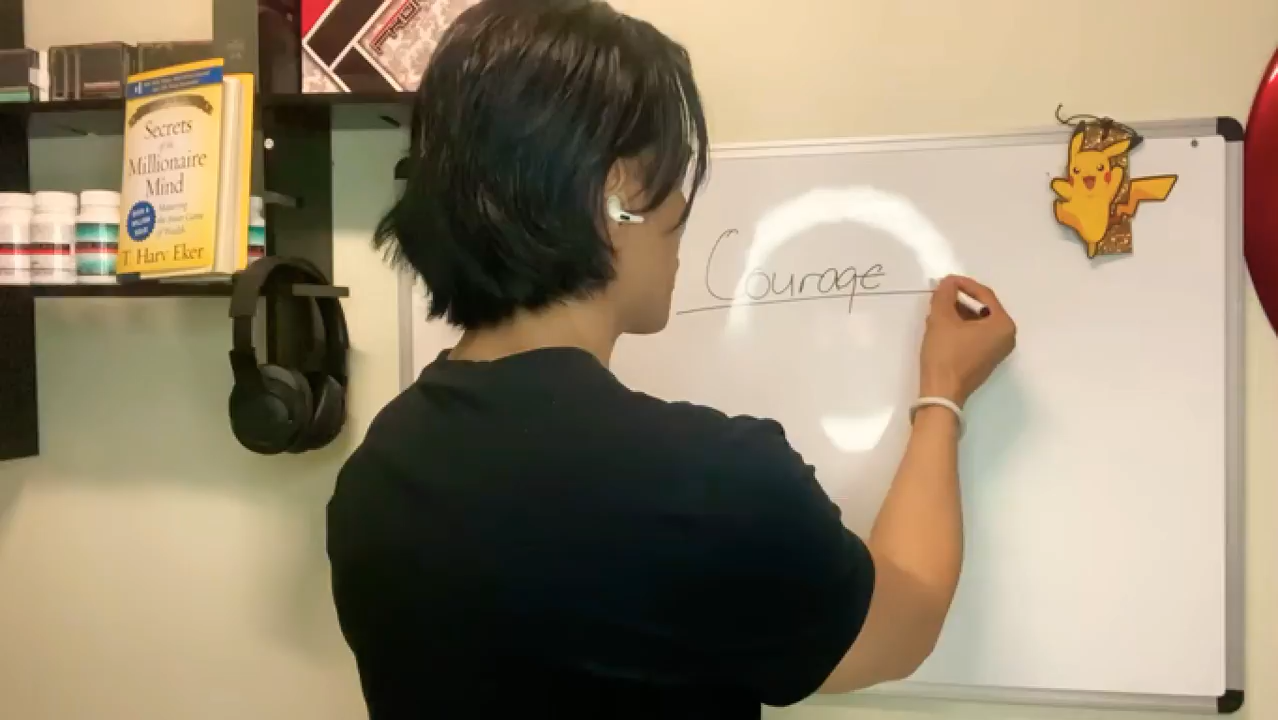 Secrets
of the
Millionaire
Mind
Mastering
the Inner Game
of Wealth
T. Harv Eker
Courage